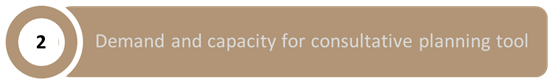 2
Demand and capacity for consultative planning tool